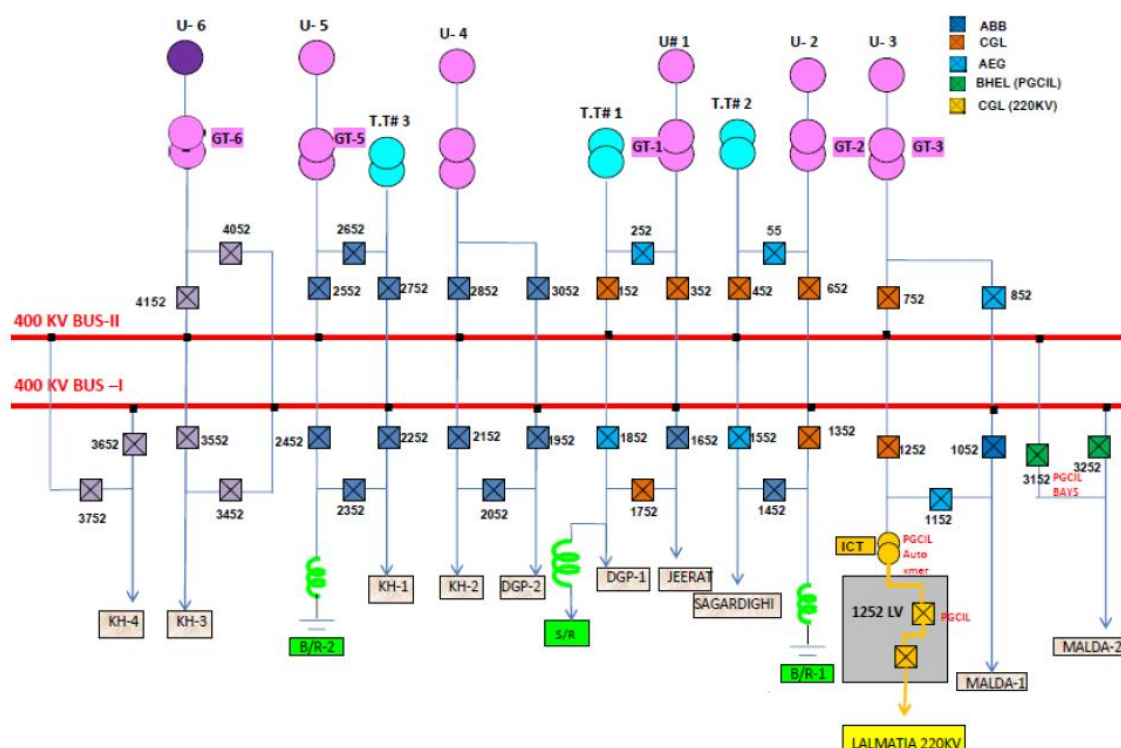 U- 6
U- 5
U- 4
U# 1
U- 2
U- 3
ABB
CGL
AEG
BHEL (PGCIL)
CGL (220KV)
T.T# 3
T.T# 1
T.T# 2
GT-6
GT-5
GT-1
GT-2
GT-3
4052
2652
252
55
4152
2552
2752
2852
3052
152
352
452
652
752
852
400 KV BUS-II
400 KV BUS –I
3652
3552
2452
2252
2152
1952
1852
1652
1552
1352
1252
1052
3152
3252
PGCIL
BAYS
3752
3452
2352
2052
1752
1452
1152
ICT
PGCIL
Auto
xmer
1252 LV
PGCIL
KH-4
KH-3
B/R-2
KH-1
KH-2
DGP-2
S/R
DGP-1
JEERAT
SAGARDIGHI
B/R-1
MALDA-1
MALDA-2
LALMATIA 220KV